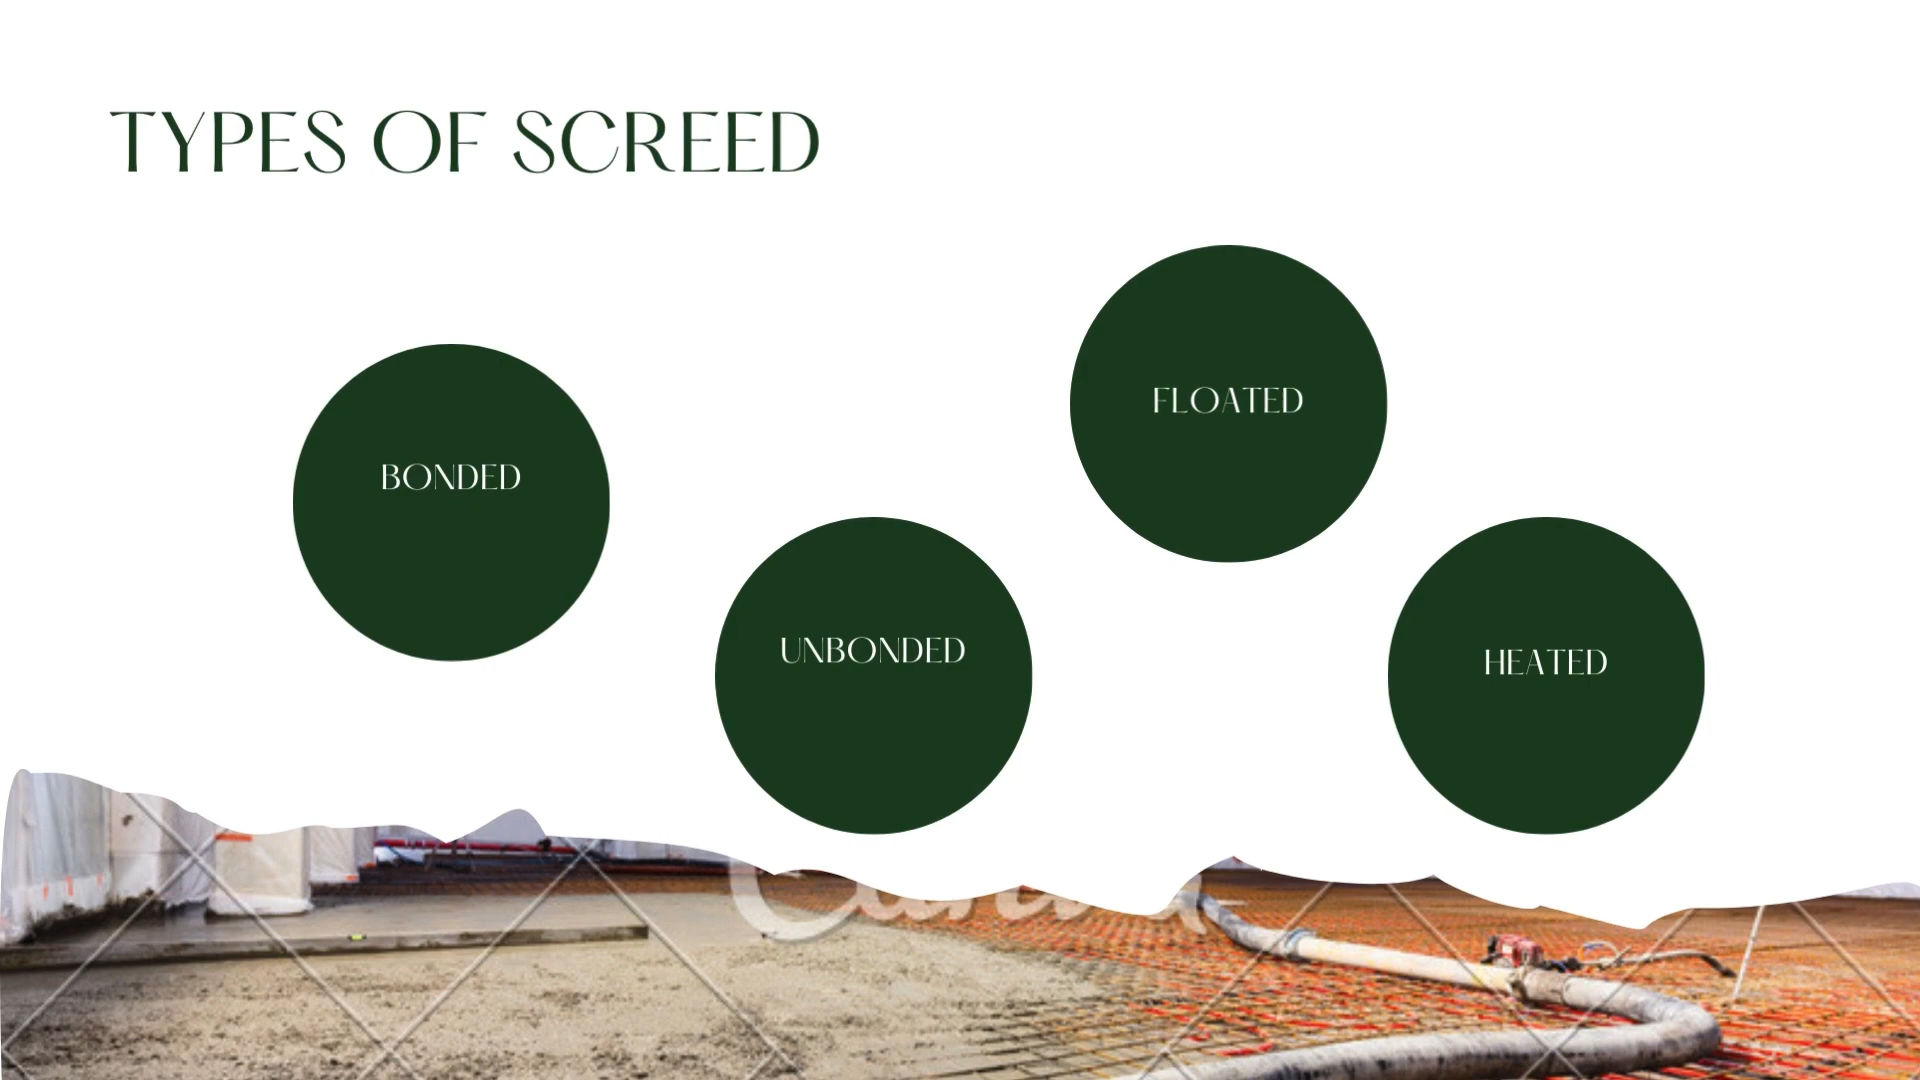 TYPES OF SCREED
BONDED
UNBONDED
FLOATED
HEATED